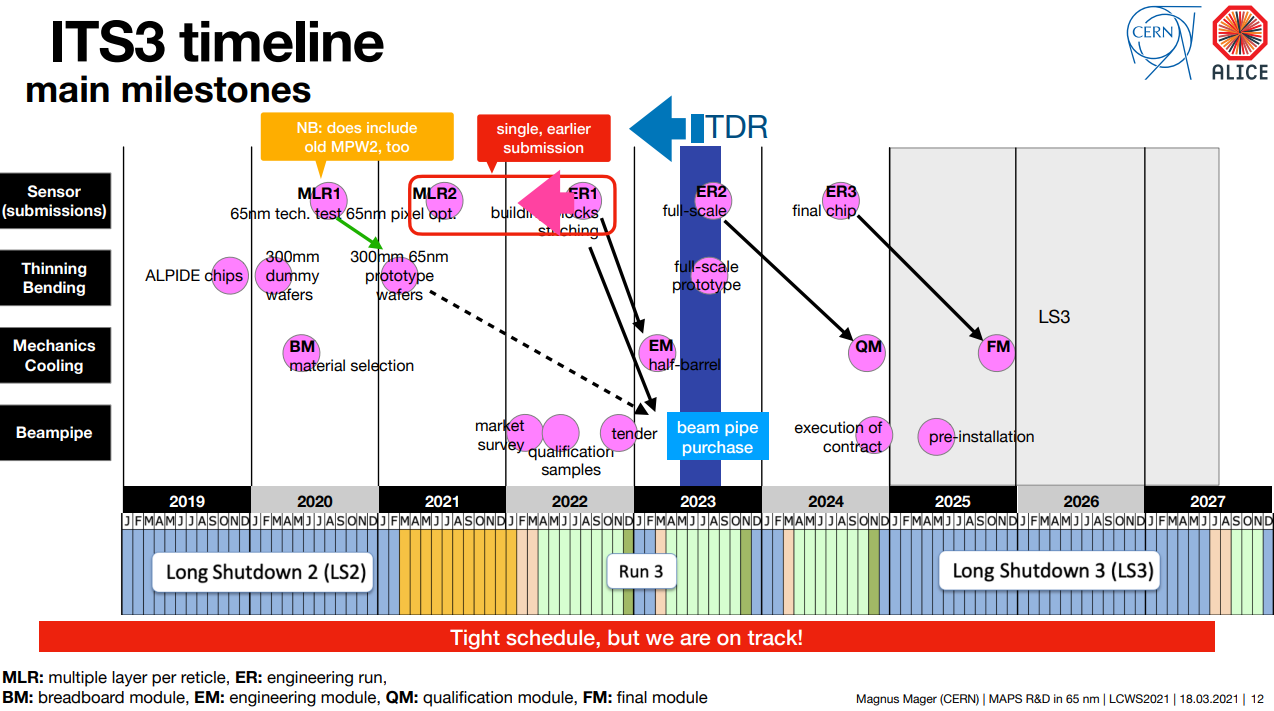 ITS3 timeline
main milestones
CERN
ALICE
NB: does include
old MPW2, too
single, earlier
submission
TDR
Sensor
(submissions)
MLR1
65nm tech. test
MLR2
65nm pixel opt.
ER1
building blocks
stitching
ER2
full-scale
ER3
final chip
Thinning
Bending
ALPIDE chips
300mm
dummy
wafers
300mm 65nm
prototype
wafers
full-scale
prototype
LS3
Mechanics
Cooling
BM
material selection
EM
half-barrel
QM
FM
Beampipe
market
survey
qualification
samples
tender
beam pipe
purchase
execution of
contract
pre-installation
2019 2020 2021 2022 2023 2024 2025 2026 2027
J F M A M J J A S O N D J F M A M J J A S O N D J F M A M J J A S O N D J F M A M J J A S O N D J F M A M J J A S O N D J F M A M J J A S O N D J F M A M J J A S O N D J F M A M J J A S O N D J F M A M J J A S O N D
Long Shutdown 2 (LS2)
Run 3
Long Shutdown 3 (LS3)
Tight schedule, but we are on track!
MLR: multiple layer per reticle, ER: engineering run,
BM: breadboard module, EM: engineering module, QM: qualification module, FM: final module
Magnus Mager (CERN) | MAPS R&D in 65 nm | LCWS2021 | 18.03.2021 | 12